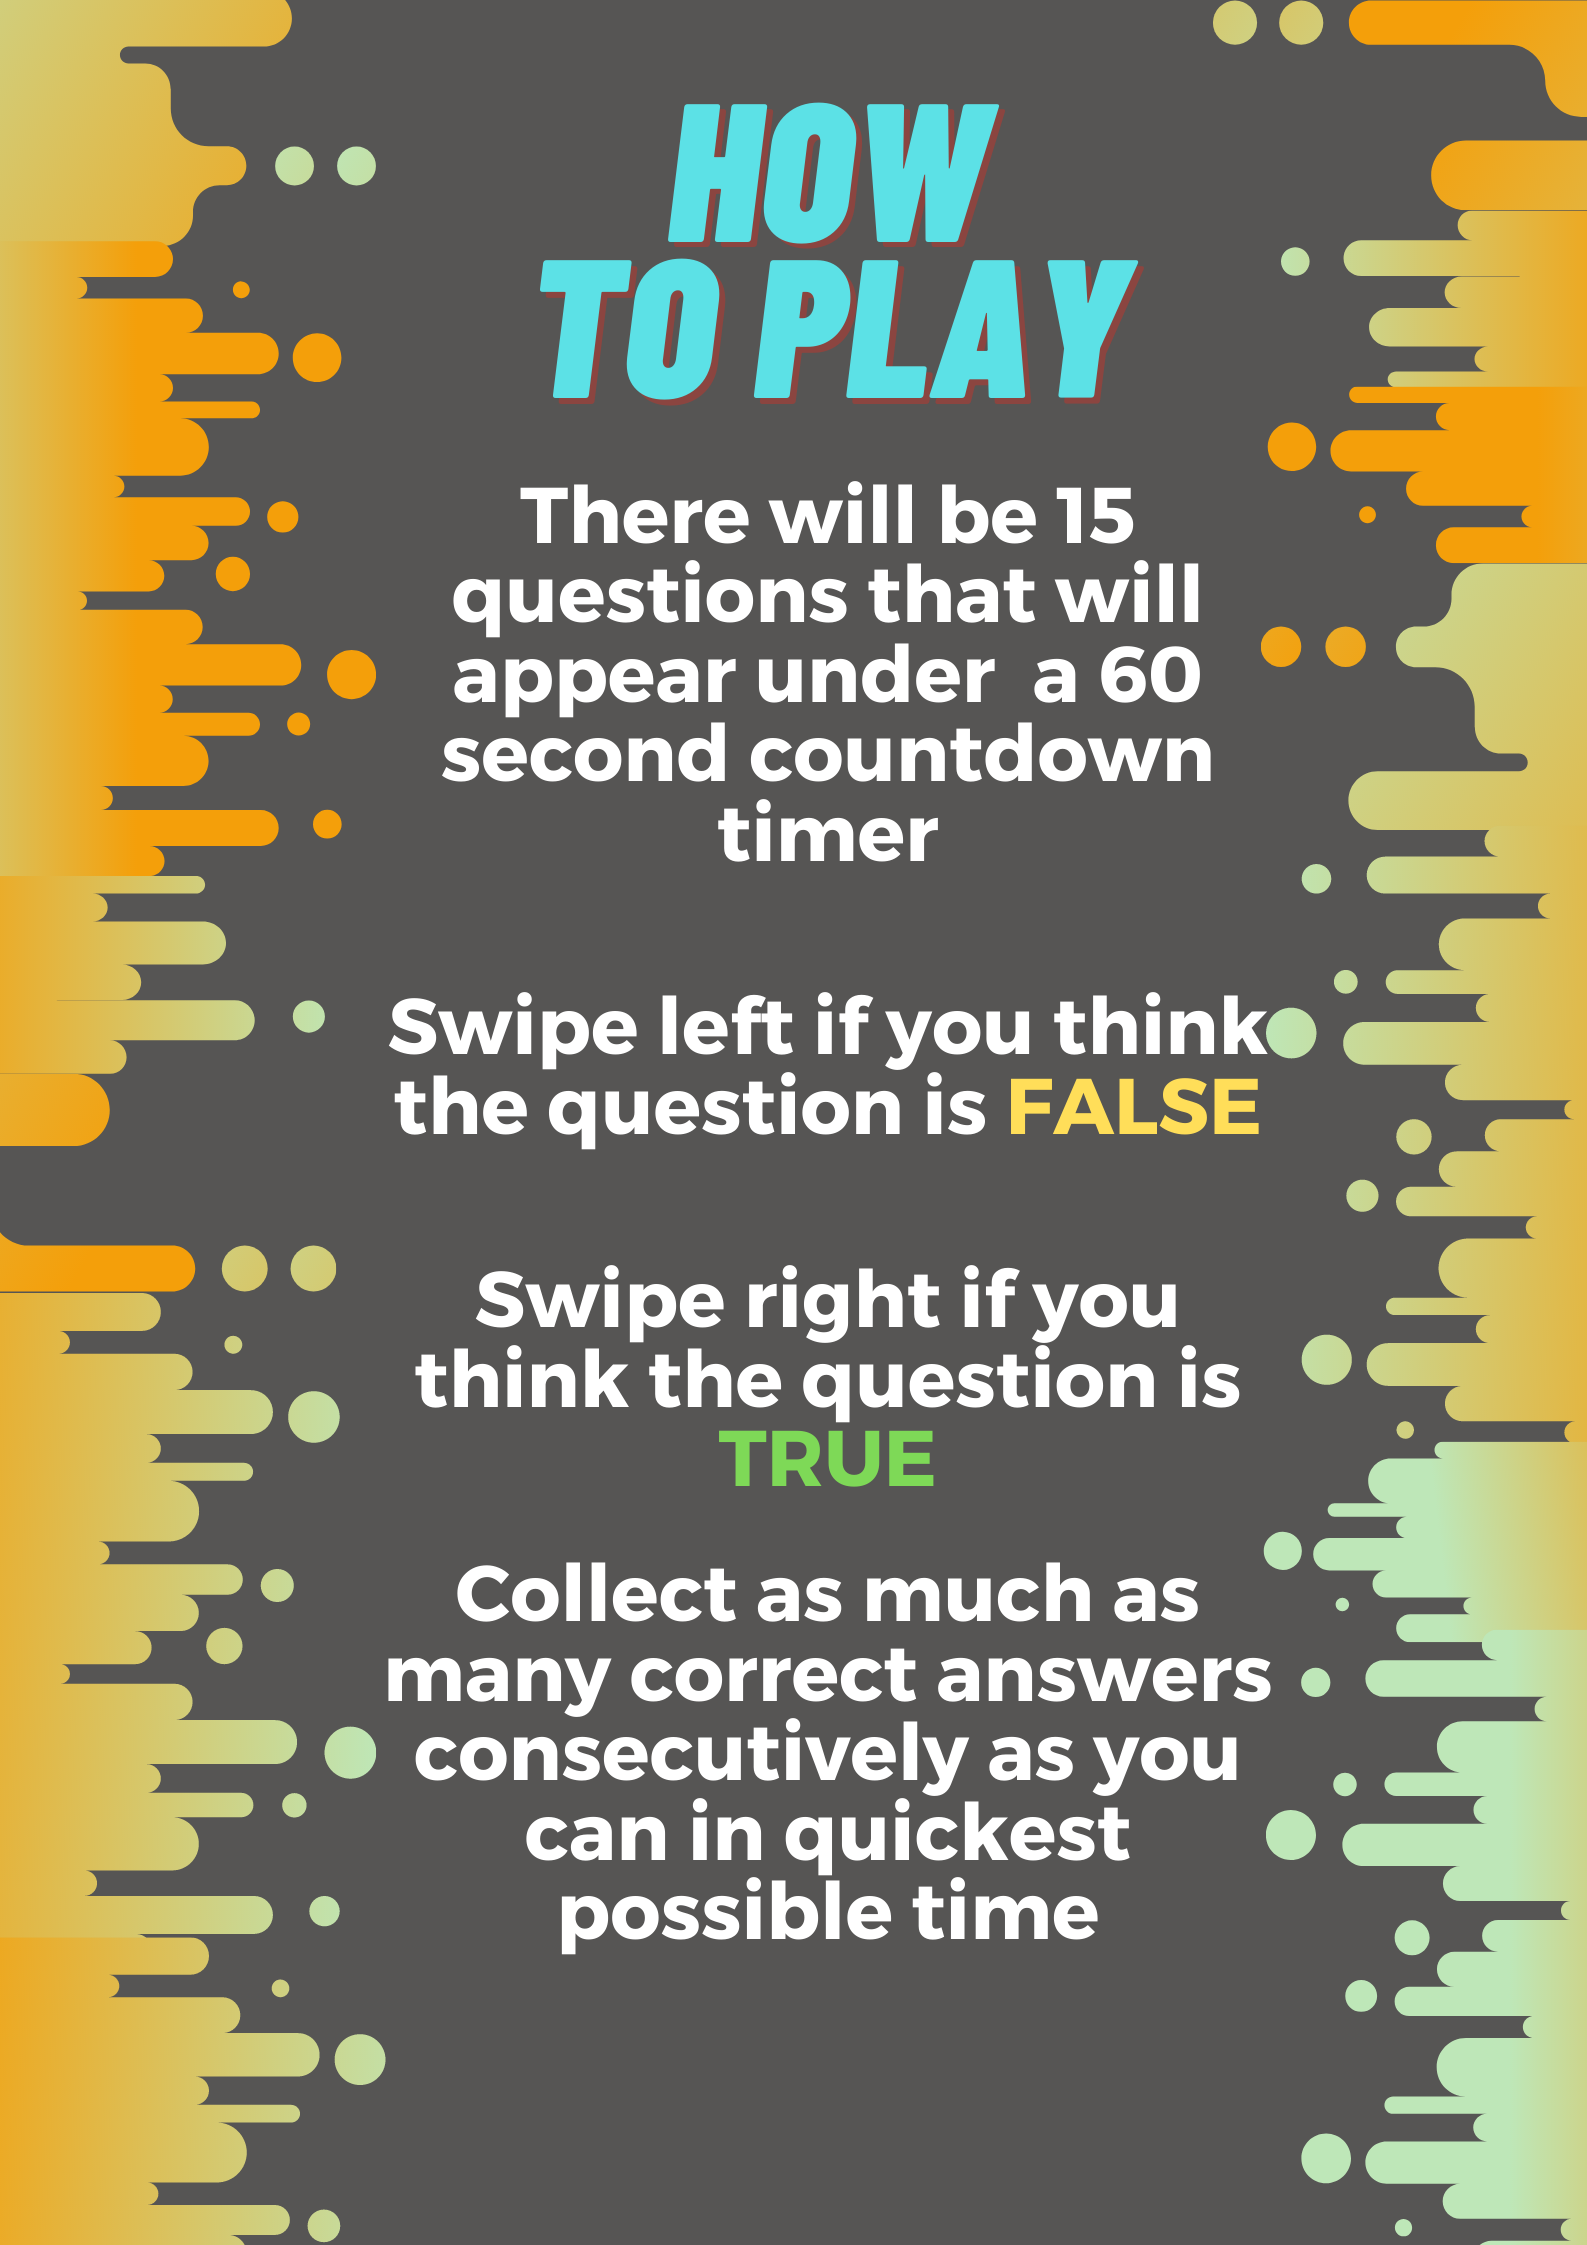 HOW
TO PLAY
There will be 15
questions that will
appear under  a 60
second countdown
timer
Swipe left if you think
the question is FALSE
Swipe right if you
think the question is
TRUE
Collect as much as
many correct answers
consecutively as you
can in quickest
possible time